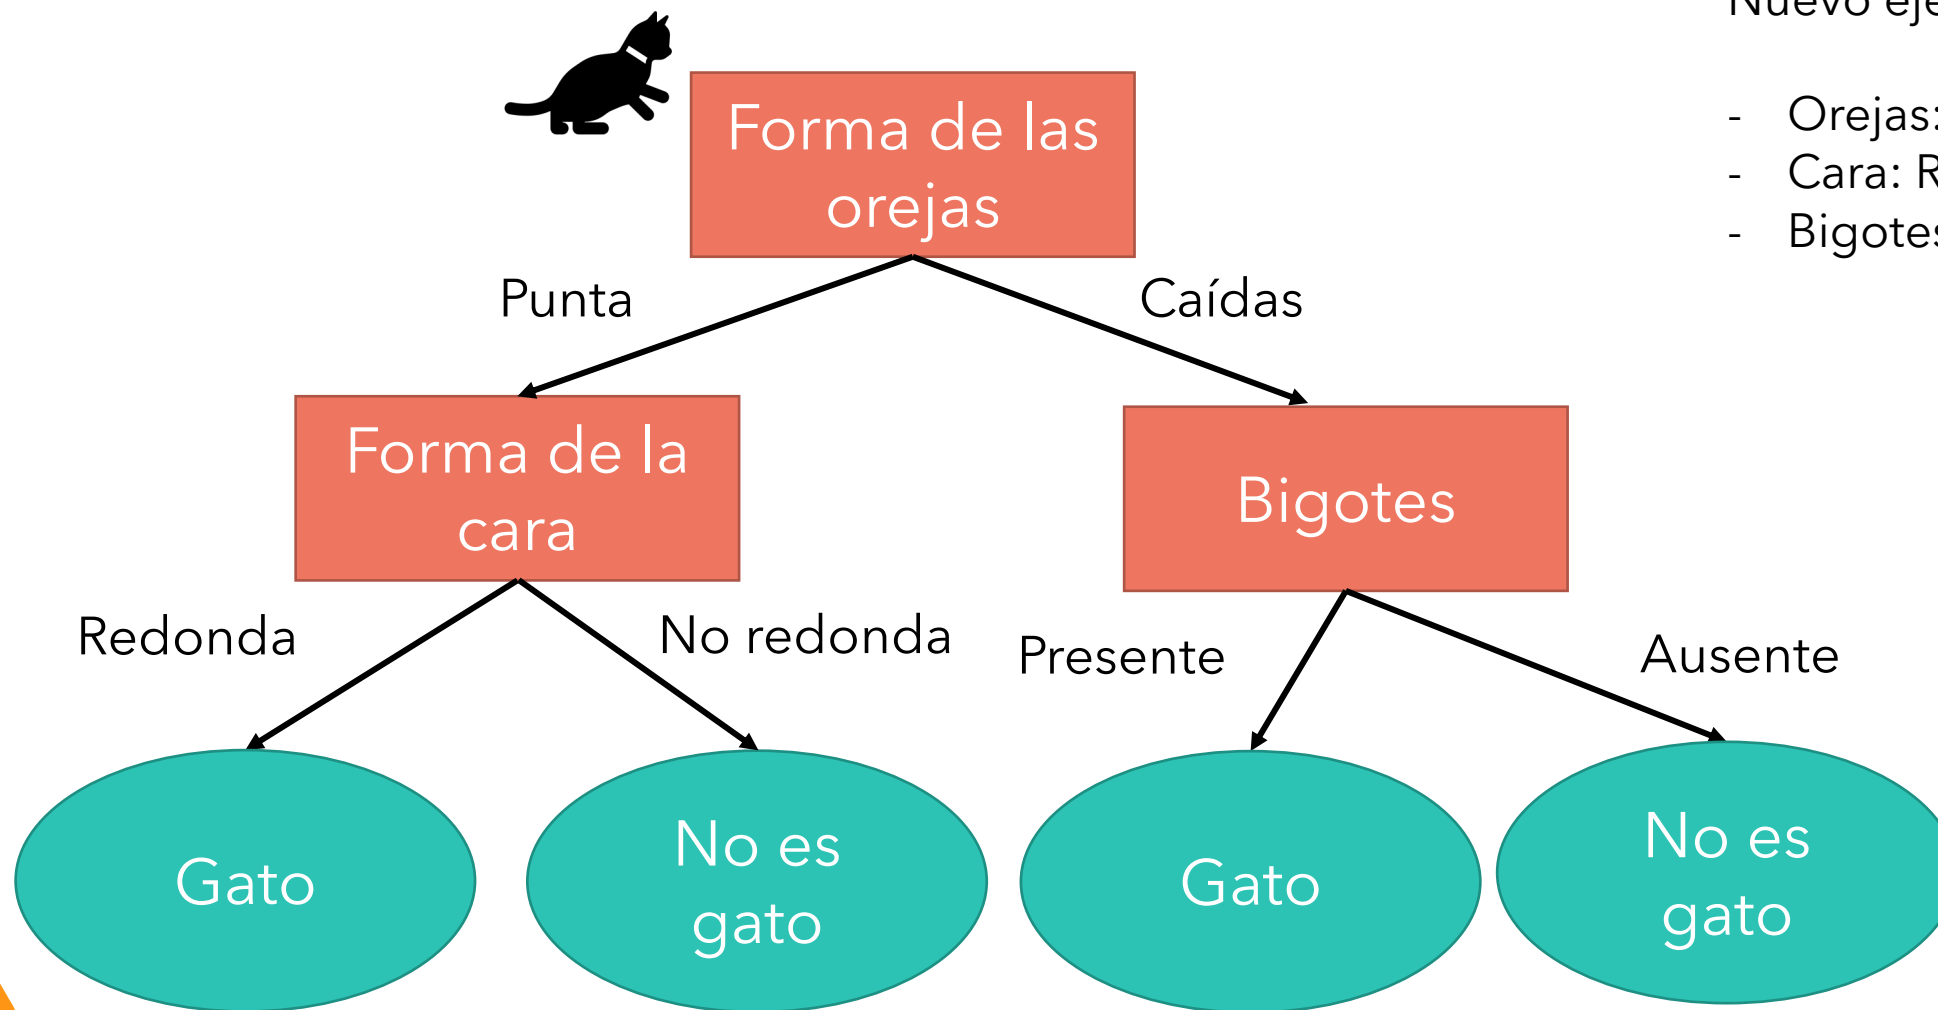 Nuevo
- Orejas:
- Cara:
- Bigotes
Forma de las
orejas
Punta
Caídas
Forma de la
cara
Bigotes
Redonda
No redonda
Presente
Ausente
Gato
No es
gato
Gato
No es
gato